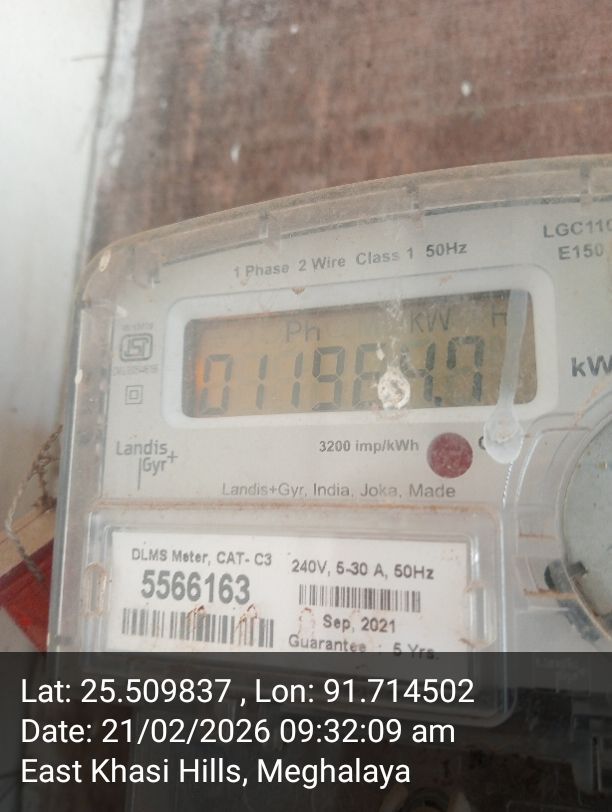 LGC110
E150
1 Phase 2 Wire Class 1 50Hz
Ph KW H
011984.7
kW
Landis
Gyr+
3200 imp/kWh
Landis+Gyr, India, Joka, Made
DLMS Meter, CAT- C3
5566163
240V, 5-30 A, 50Hz
Sep, 2021
Guarantee : 5 Yrs.
Lat: 25.509837 , Lon: 91.714502
Date: 21/02/2026 09:32:09 am
East Khasi Hills, Meghalaya